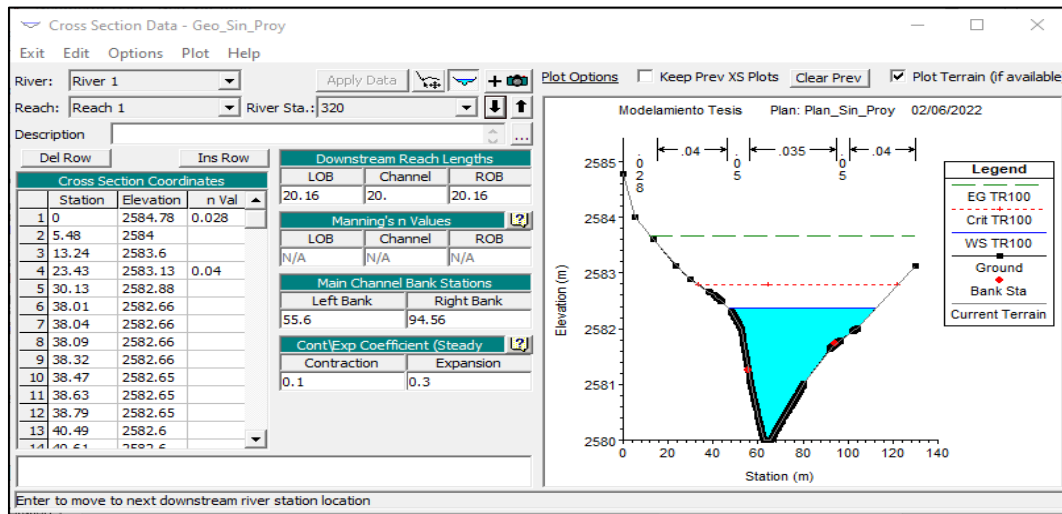 Cross Section Data - Geo_Sin_Proy
Exit Edit Options Plot Help
River: River 1 Apply Data
Reach: Reach 1 River Sta.: 320
Description ...
Del Row Ins Row
Cross Section Coordinates
Station Elevation n Val
1 0 2584.78 0.028
2 5.48 2584
3 13.24 2583.6
4 23.43 2583.13 0.04
5 30.13 2582.88
6 38.01 2582.66
7 38.04 2582.66
8 38.09 2582.66
9 38.32 2582.66
10 38.47 2582.65
11 38.63 2582.65
12 38.79 2582.65
13 40.49 2582.6
14 40.61 2582.6
Downstream Reach Lengths
LOB Channel ROB
20.16 20. 20.16
Manning's n Values ?
LOB Channel ROB
N/A N/A N/A
Main Channel Bank Stations
Left Bank Right Bank
55.6 94.56
Cont\Exp Coefficient (Steady ?
Contraction Expansion
0.1 0.3
Plot Options Keep Prev XS Plots Clear Prev Plot Terrain (if available
Modelamiento Tesis Plan: Plan_Sin_Proy 02/06/2022
.028 .04 .05 .035 .05 .04
2585
2584
2583
2582
2581
2580
Elevation (m)
0 20 40 60 80 100 120 140
Station (m)
Legend
EG TR100
Crit TR100
WS TR100
Ground
Bank Sta
Current Terrain
Enter to move to next downstream river station location